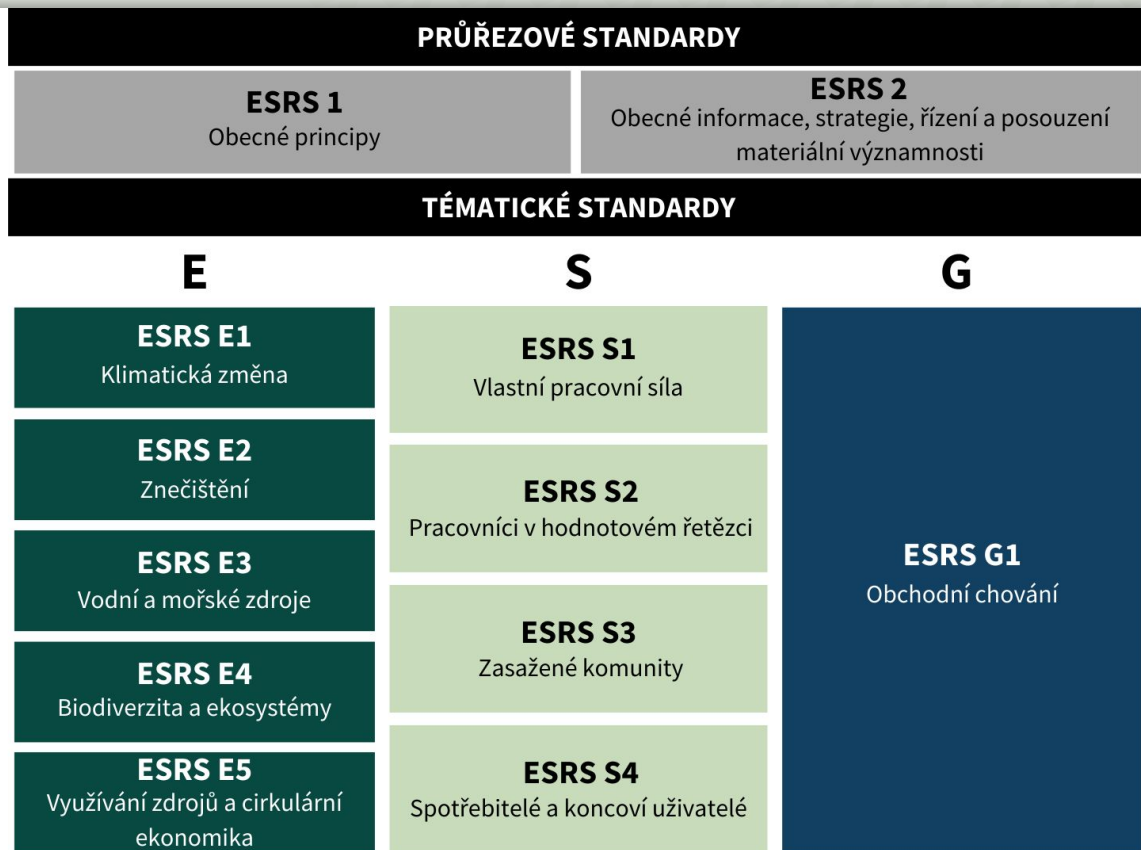 PRŮŘEZOVÉ STANDARDY
ESRS 1
Obecné principy
ESRS 2
Obecné informace, strategie, řízení a posouzení
materiální významnosti
TÉMATICKÉ STANDARDY
E
S
G
ESRS E1
Klimatická změna
ESRS E2
Znečištění
ESRS E3
Vodní a mořské zdroje
ESRS E4
Biodiverzita a ekosystémy
ESRS E5
Využívání zdrojů a cirkulární
ekonomika
ESRS S1
Vlastní pracovní síla
ESRS S2
Pracovníci v hodnotovém řetězci
ESRS S3
Zasažené komunity
ESRS S4
Spotřebitelé a koncoví uživatelé
ESRS G1
Obchodní chování